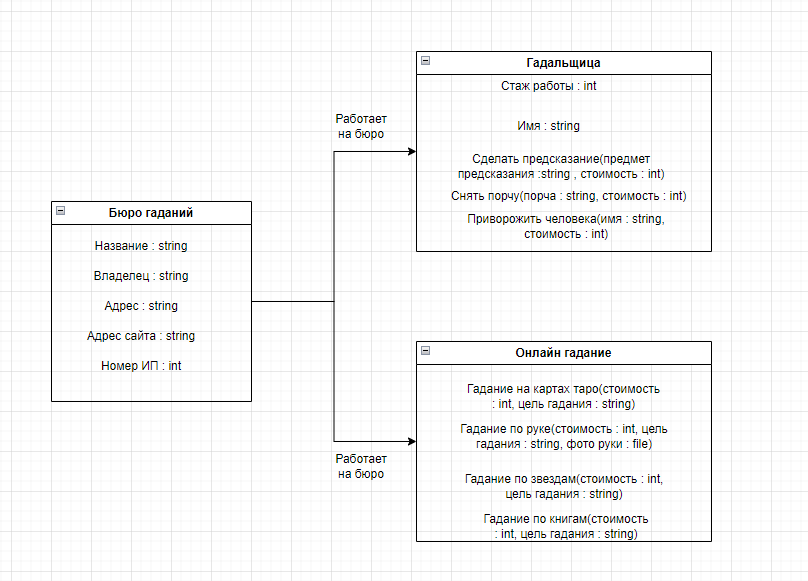 Гадальщица
Стаж работы : int
Имя : string
Сделать предсказание(предмет
предсказания :string , стоимость : int)
Снять порчу(порча : string, стоимость : int)
Приворожить человека(имя : string,
стоимость : int)
Работает
на бюро
Бюро гаданий
Название : string
Владелец : string
Адрес : string
Адрес сайта : string
Номер ИП : int
Онлайн гадание
Гадание на картах таро(стоимость
: int, цель гадания : string)
Гадание по руке(стоимость : int, цель
гадания : string, фото руки : file)
Гадание по звездам(стоимость : int,
цель гадания : string)
Гадание по книгам(стоимость
: int, цель гадания : string)
Работает
на бюро